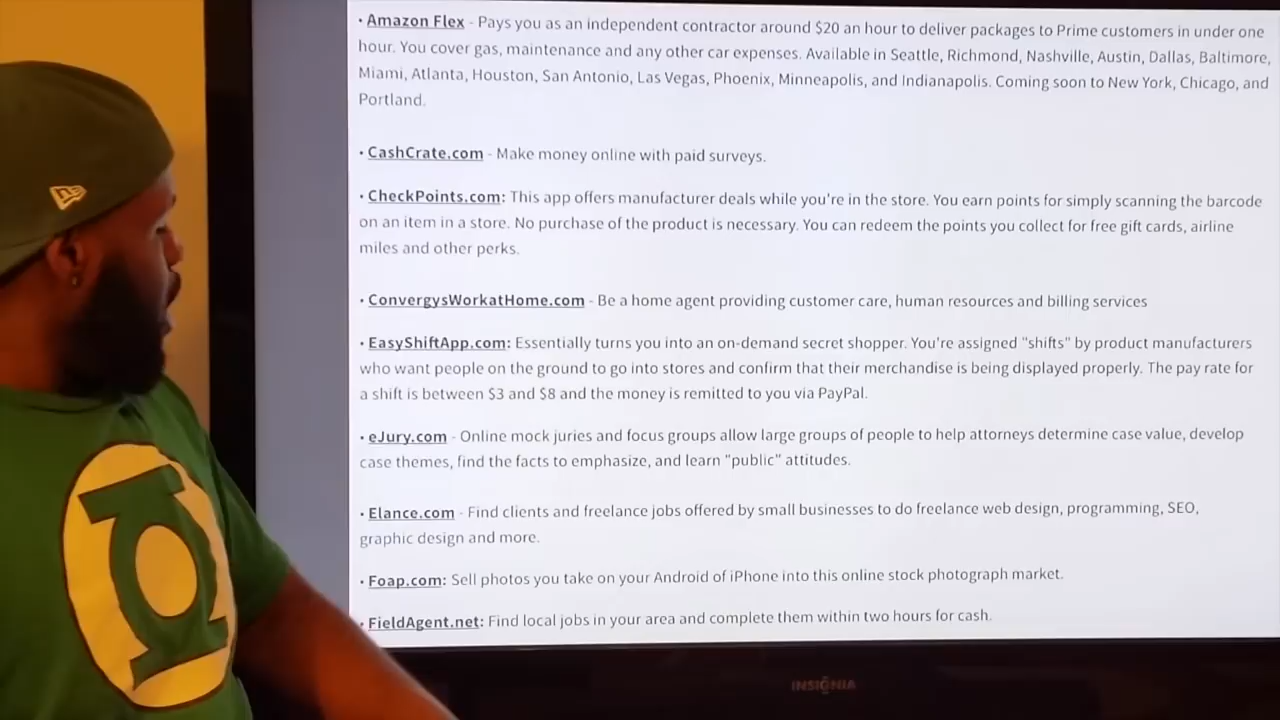 • Amazon Flex - Pays you as an independent contractor around $20 an hour to deliver packages to Prime customers in under one
hour. You cover gas, maintenance and any other car expenses. Available in Seattle, Richmond, Nashville, Austin, Dallas, Baltimore,
Miami, Atlanta, Houston, San Antonio, Las Vegas, Phoenix, Minneapolis, and Indianapolis. Coming soon to New York, Chicago, and
Portland.
• CashCrate.com - Make money online with paid surveys.
• CheckPoints.com: This app offers manufacturer deals while you're in the store. You earn points for simply scanning the barcode
on an item in a store. No purchase of the product is necessary. You can redeem the points you collect for free gift cards, airline
miles and other perks.
• ConvergysWorkatHome.com - Be a home agent providing customer care, human resources and billing services
• EasyShiftApp.com: Essentially turns you into an on-demand secret shopper. You're assigned "shifts" by product manufacturers
who want people on the ground to go into stores and confirm that their merchandise is being displayed properly. The pay rate for
a shift is between $3 and $8 and the money is remitted to you via PayPal.
• eJury.com - Online mock juries and focus groups allow large groups of people to help attorneys determine case value, develop
case themes, find the facts to emphasize, and learn "public" attitudes.
• Elance.com - Find clients and freelance jobs offered by small businesses to do freelance web design, programming, SEO,
graphic design and more.
• Foap.com: Sell photos you take on your Android of iPhone into this online stock photograph market.
• FieldAgent.net: Find local jobs in your area and complete them within two hours for cash.
INSIGNIA